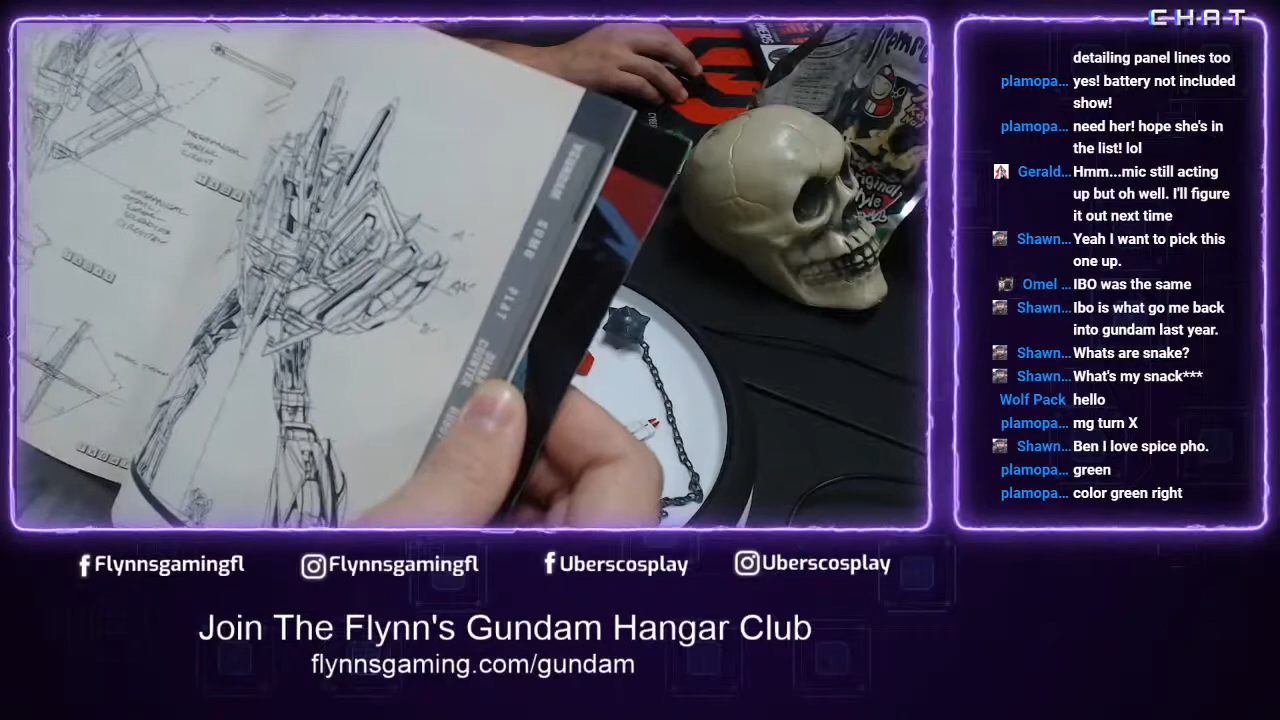 CHAT
detailing panel lines too
plamopa... yes! battery not included
show!
plamopa... need her! hope she's in
the list! lol
Gerald... Hmm...mic still acting
up but oh well. I'll figure
it out next time
Shawn... Yeah I want to pick this
one up.
Omel ... IBO was the same
Shawn... Ibo is what go me back
into gundam last year.
Shawn... Whats are snake?
Shawn... What's my snack***
Wolf Pack hello
plamopa... mg turn X
Shawn... Ben I love spice pho.
plamopa... green
plamopa... color green right
Flynnsgamingfl
Flynnsgamingfl
Uberscosplay
Uberscosplay
Join The Flynn's Gundam Hangar Club
flynnsgaming.com/gundam